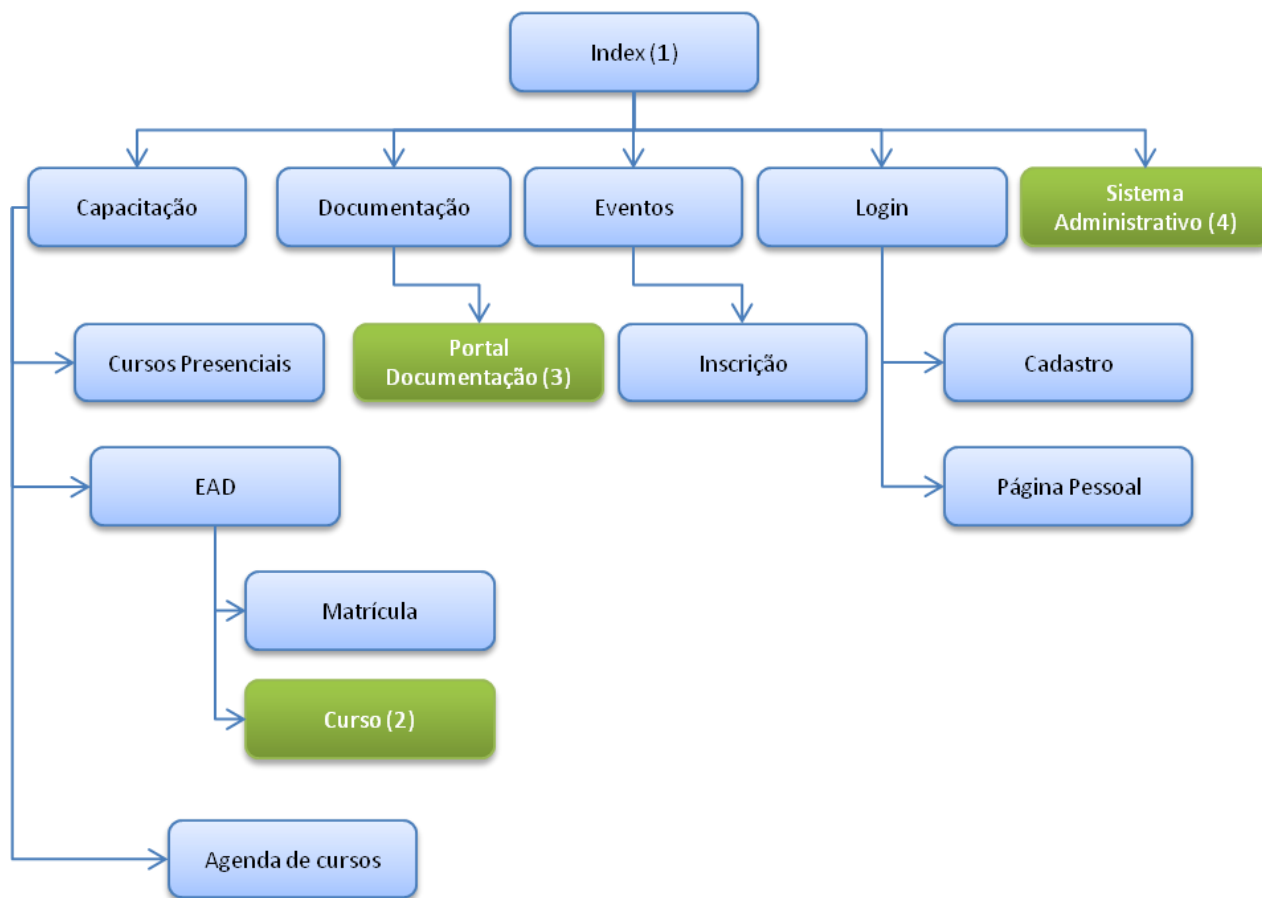 Index (1)
Capacitação
Documentação
Eventos
Login
Sistema
Administrativo (4)
Cursos Presenciais
Portal
Documentação (3)
Inscrição
Cadastro
EAD
Página Pessoal
Matrícula
Curso (2)
Agenda de cursos